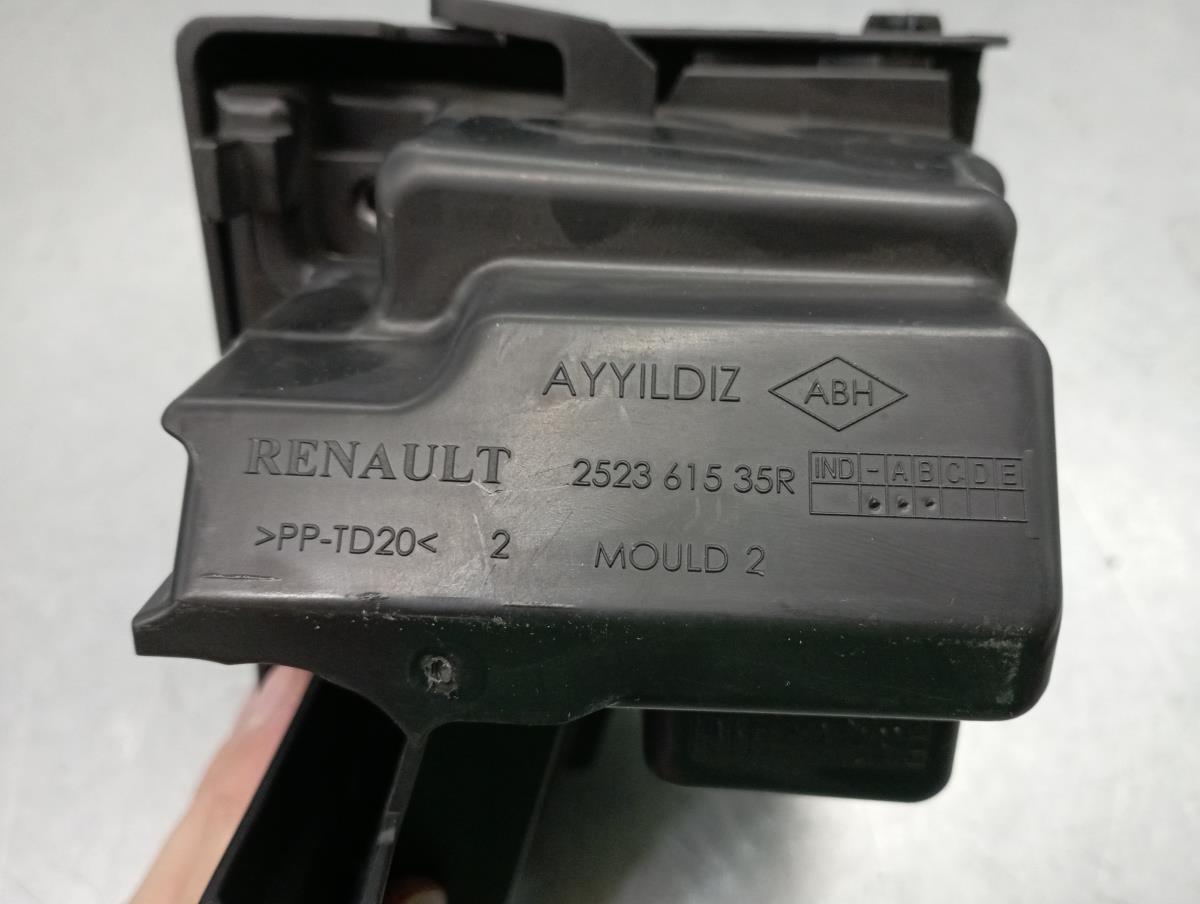 AYYILDIZ ABH
RENAULT 2523 615 35R
IND - A B C D E
>PP-TD20< 2 MOULD 2